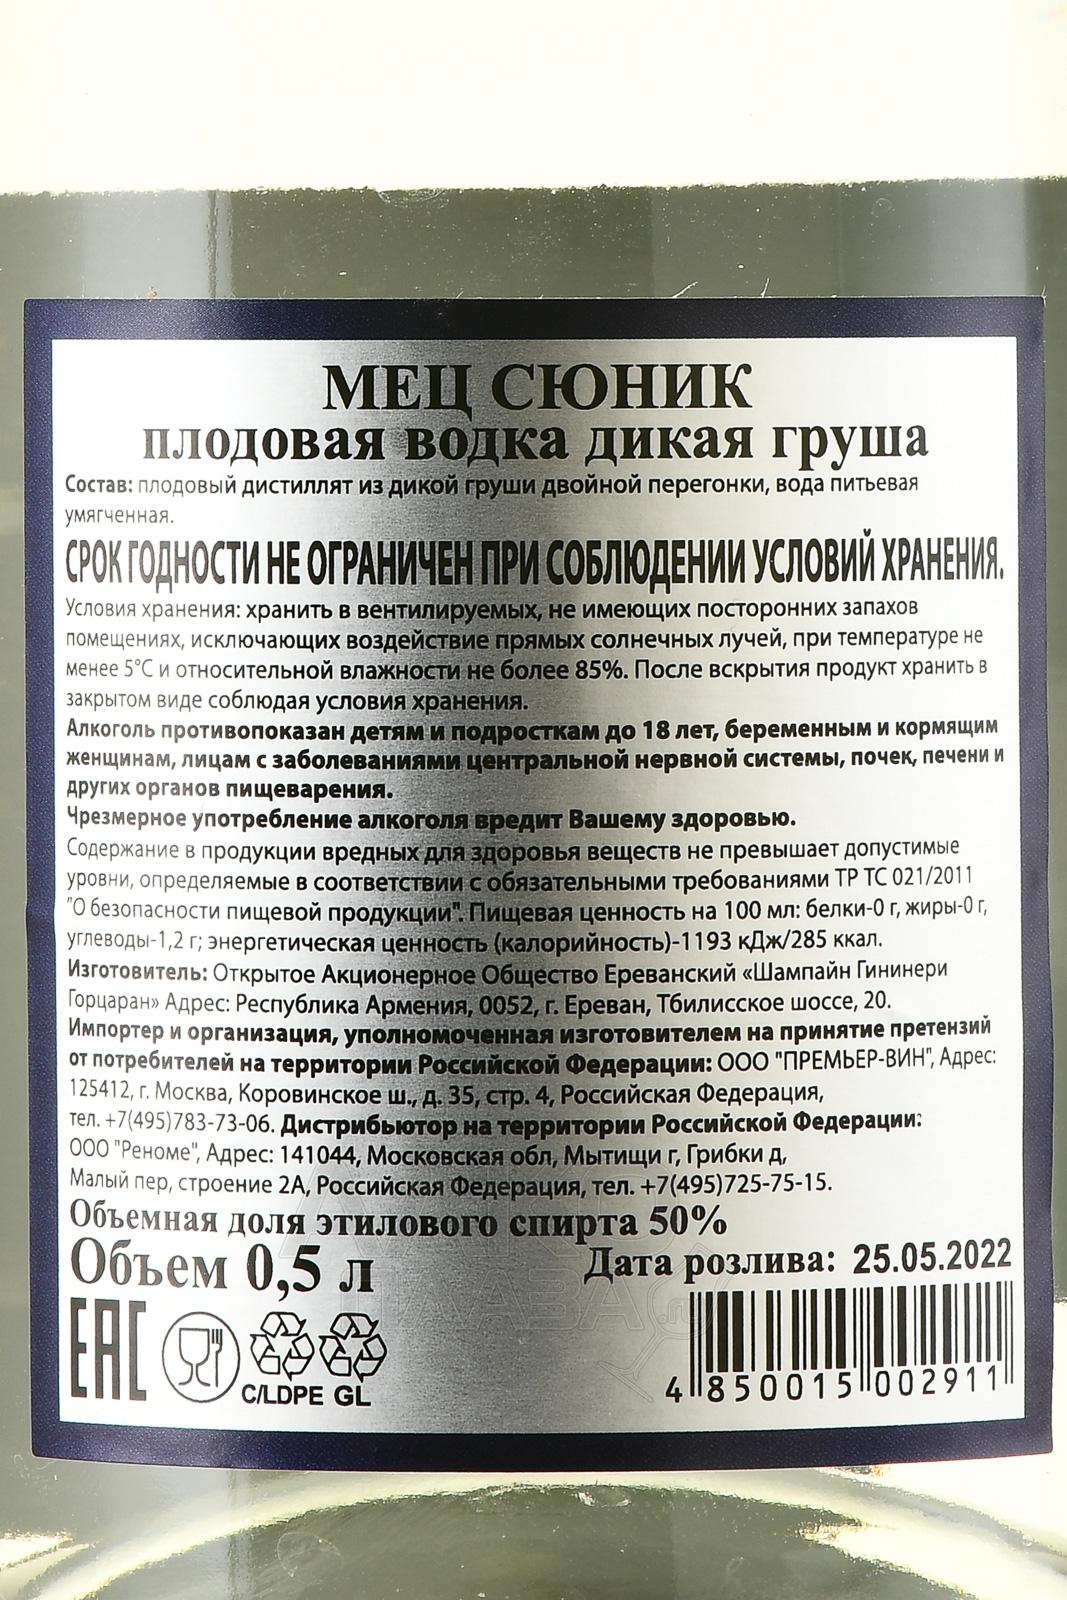 МЕЦ СЮНИК
плодовая водка дикая груша
Состав: плодовый дистиллят из дикой груши двойной перегонки, вода питьевая
умягченная.
СРОК ГОДНОСТИ НЕ ОГРАНИЧЕН ПРИ СОБЛЮДЕНИИ УСЛОВИЙ ХРАНЕНИЯ.
Условия хранения: хранить в вентилируемых, не имеющих посторонних запахов
помещениях, исключающих воздействие прямых солнечных лучей, при температуре не
менее 5°С и относительной влажности не более 85%. После вскрытия продукт хранить в
закрытом виде соблюдая условия хранения.
Алкоголь противопоказан детям и подросткам до 18 лет, беременным и кормящим
женщинам, лицам с заболеваниями центральной нервной системы, почек, печени и
других органов пищеварения.
Чрезмерное употребление алкоголя вредит Вашему здоровью.
Содержание в продукции вредных для здоровья веществ не превышает допустимые
уровни, определяемые в соответствии с обязательными требованиями ТР ТС 021/2011
"О безопасности пищевой продукции". Пищевая ценность на 100 мл: белки-0 г, жиры-0 г,
углеводы-1,2 г; энергетическая ценность (калорийность)-1193 кДж/285 ккал.
Изготовитель: Открытое Акционерное Общество Ереванский «Шампайн Гининери
Горцаран» Адрес: Республика Армения, 0052, г. Ереван, Тбилисское шоссе, 20.
Импортер и организация, уполномоченная изготовителем на принятие претензий
от потребителей на территории Российской Федерации: ООО "ПРЕМЬЕР-ВИН", Адрес:
125412, г. Москва, Коровинское ш., д. 35, стр. 4, Российская Федерация,
тел. +7(495)783-73-06. Дистрибьютор на территории Российской Федерации:
ООО "Реноме", Адрес: 141044, Московская обл, Мытищи г, Грибки д,
Малый пер, строение 2А, Российская Федерация, тел. +7(495)725-75-15.
Объемная доля этилового спирта 50%
Объем 0,5 л
Дата розлива: 25.05.2022
ЕАС
C/LDPE GL
4 850015 002911